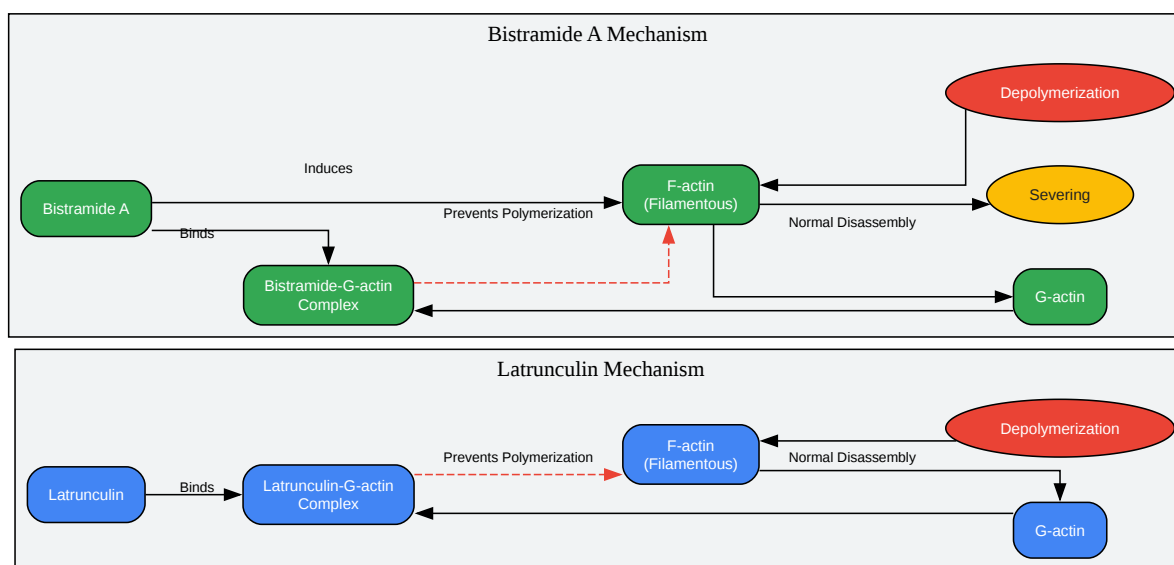 Bistramide A Mechanism
Depolymerization
Induces
F-actin
(Filamentous)
Severing
Bistramide A
Prevents Polymerization
Normal Disassembly
Binds
Bistramide-G-actin
Complex
G-actin
Latrunculin Mechanism
Depolymerization
F-actin
(Filamentous)
Prevents Polymerization
Normal Disassembly
Latrunculin
Binds
Latrunculin-G-actin
Complex
G-actin